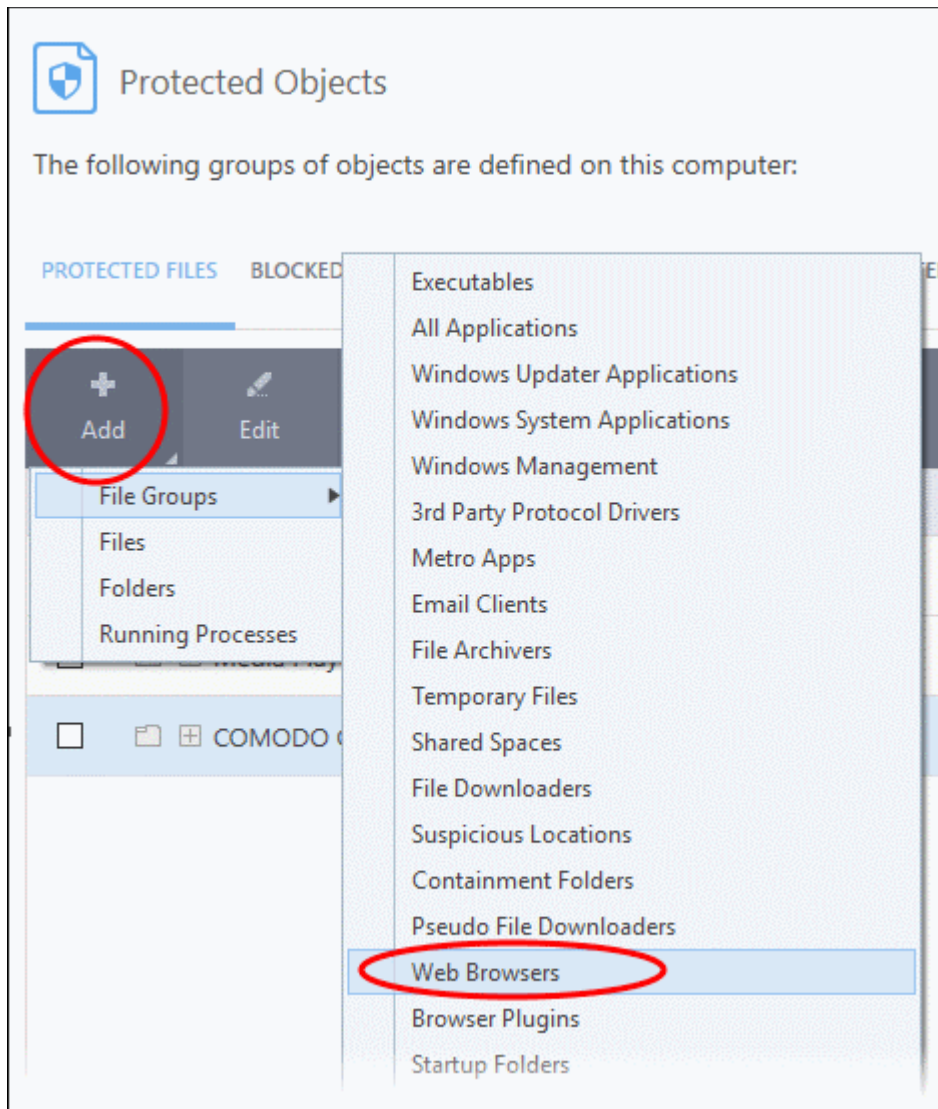 Protected Objects
The following groups of objects are defined on this computer:
PROTECTED FILES BLOCKED
Add Edit
File Groups
Files
Folders
Running Processes
Media Play
COMODO
Executables
All Applications
Windows Updater Applications
Windows System Applications
Windows Management
3rd Party Protocol Drivers
Metro Apps
Email Clients
File Archivers
Temporary Files
Shared Spaces
File Downloaders
Suspicious Locations
Containment Folders
Pseudo File Downloaders
Web Browsers
Browser Plugins
Startup Folders